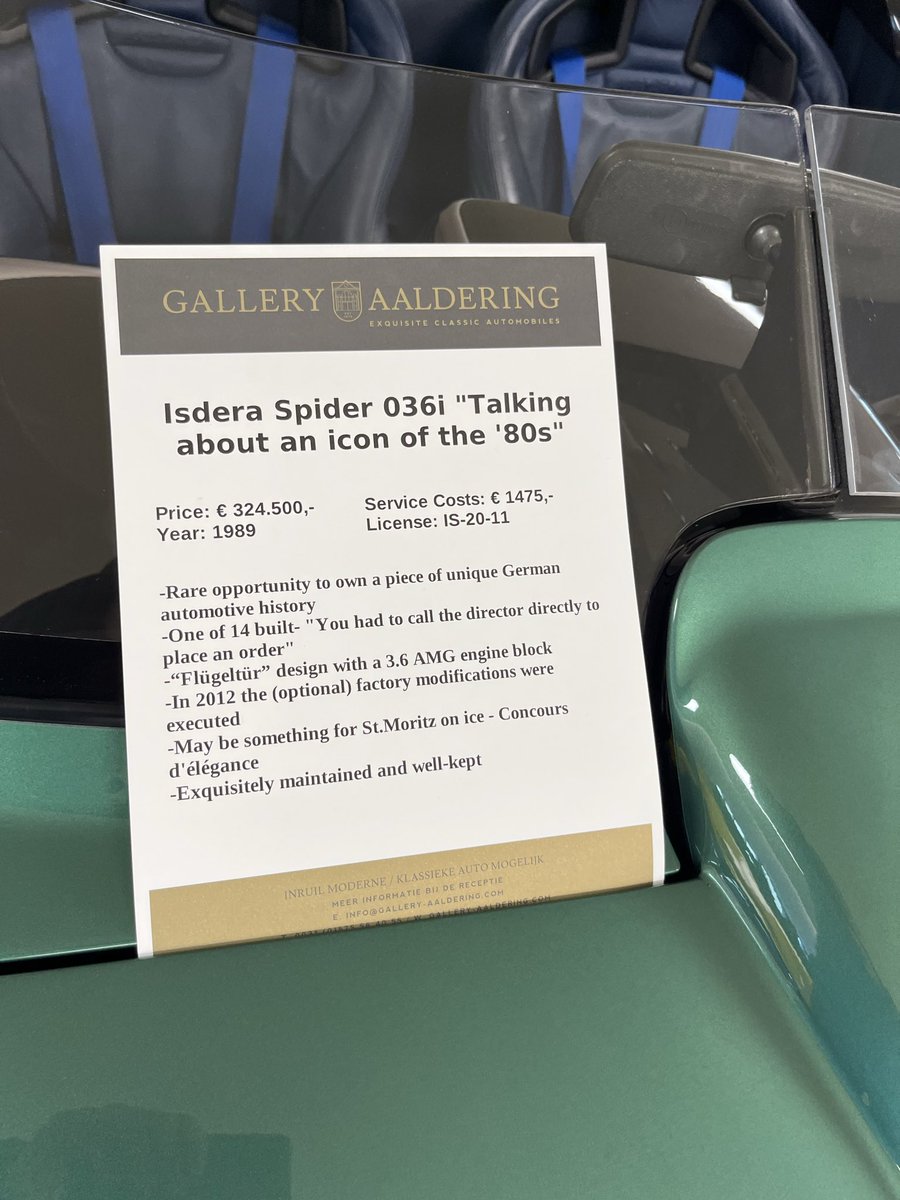 GALLERY AALDERING
EXQUISITE CLASSIC AUTOMOBILES
Isdera Spider 036i "Talking
about an icon of the '80s"
Price: € 324.500,-
Year: 1989
Service Costs: € 1475,-
License: IS-20-11
-Rare opportunity to own a piece of unique German
automotive history
-One of 14 built- "You had to call the director directly to
place an order"
-“Flügeltür” design with a 3.6 AMG engine block
-In 2012 the (optional) factory modifications were
executed
-May be something for St.Moritz on ice - Concours
d'élégance
-Exquisitely maintained and well-kept
INRUIL MODERNE / KLASSIEKE AUTO MOGELIJK
MEER INFORMATIE BIJ DE RECEPTIE
E. INFO@GALLERY-AALDERING.COM
W. GALLERY-AALDERING.COM